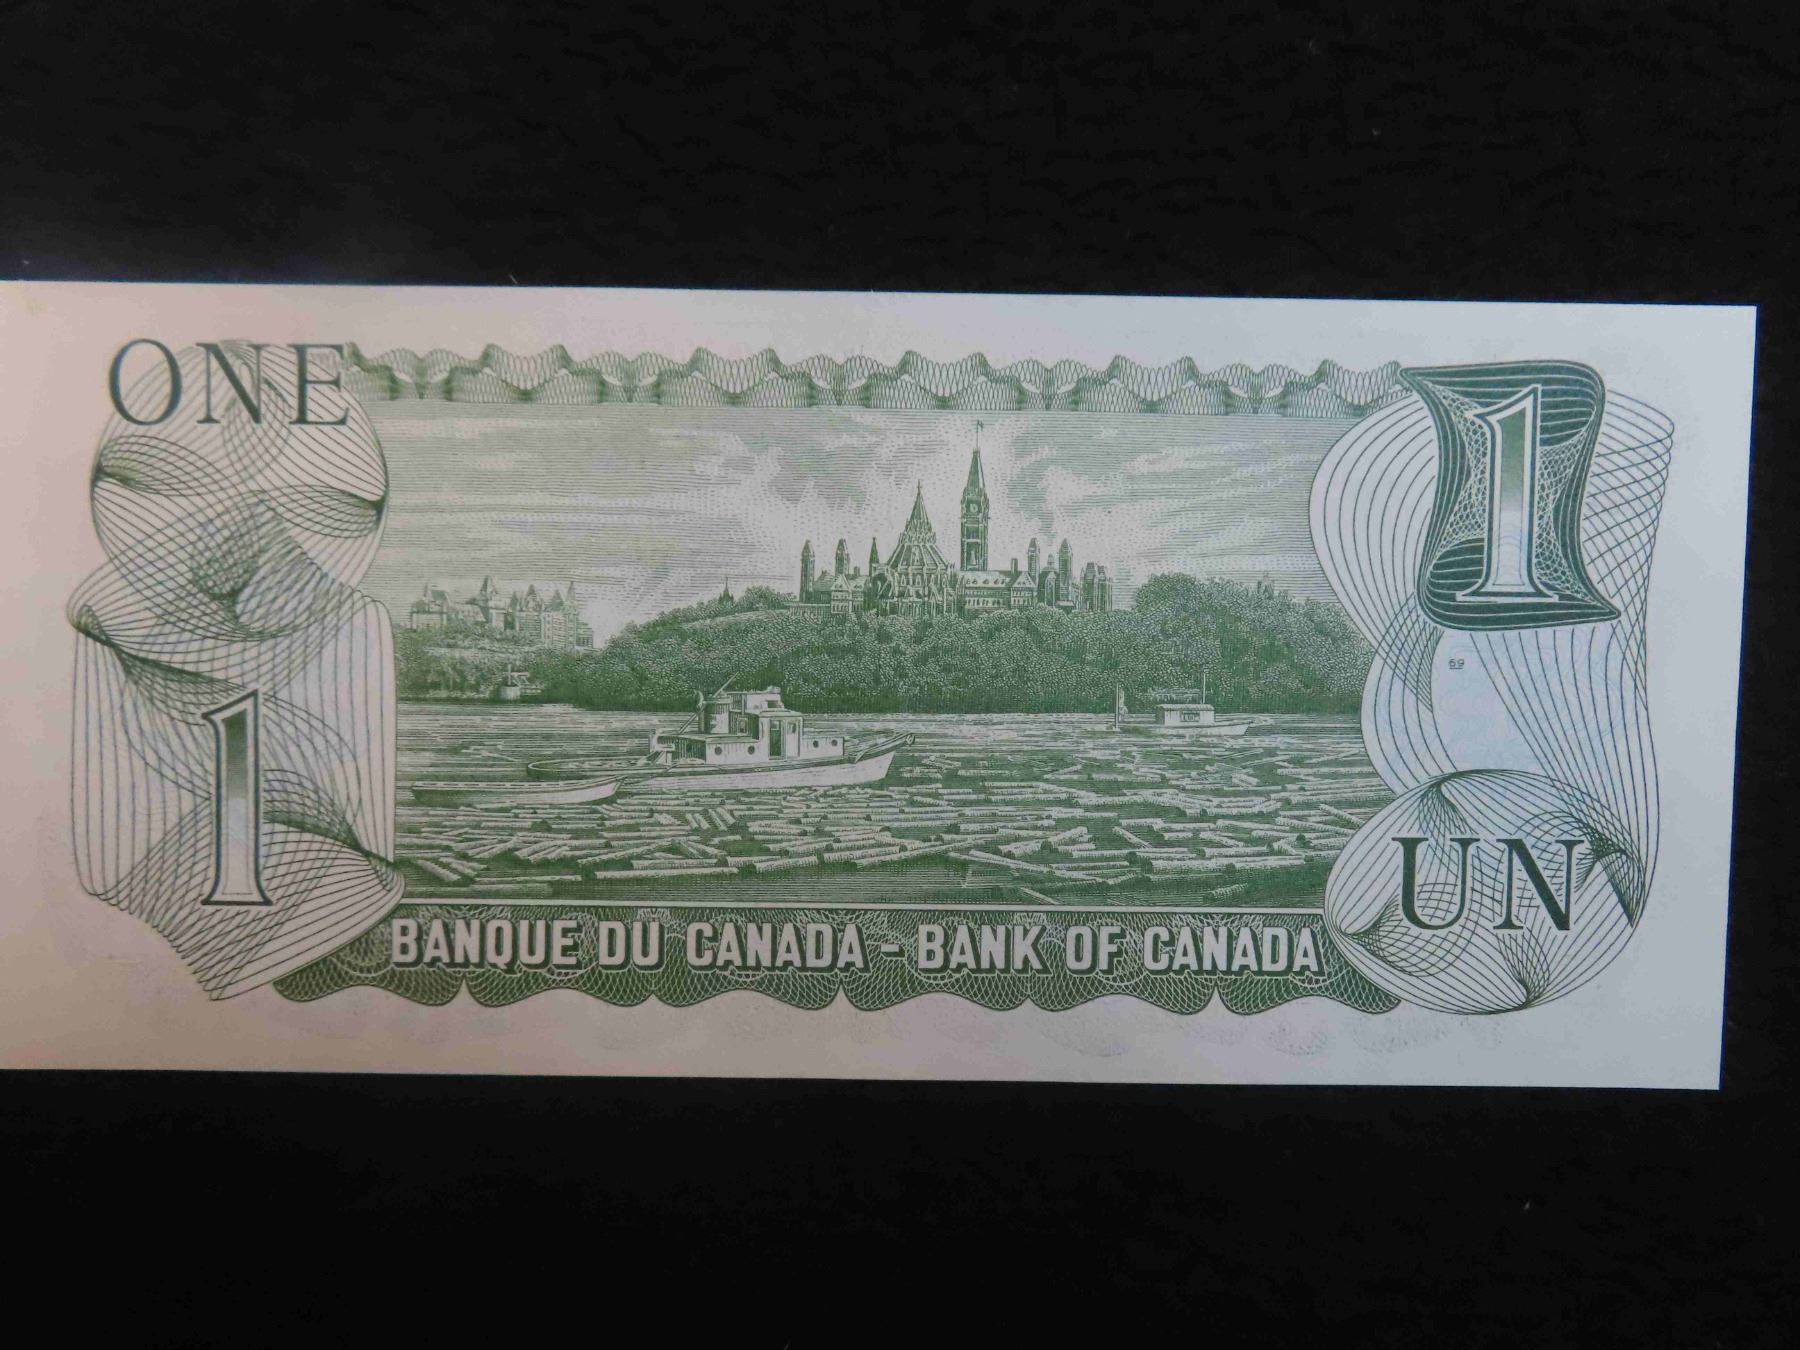 ONE
1
69
1
UN
BANQUE DU CANADA - BANK OF CANADA